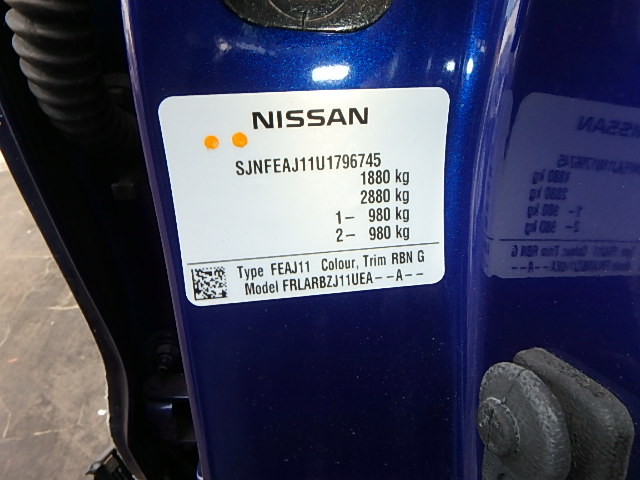 NISSAN
SJNFEAJ11U1796745
1880 kg
2880 kg
1– 980 kg
2– 980 kg
Type FEAJ11 Colour, Trim RBN G
Model FRLARBZJ11UEA--A--